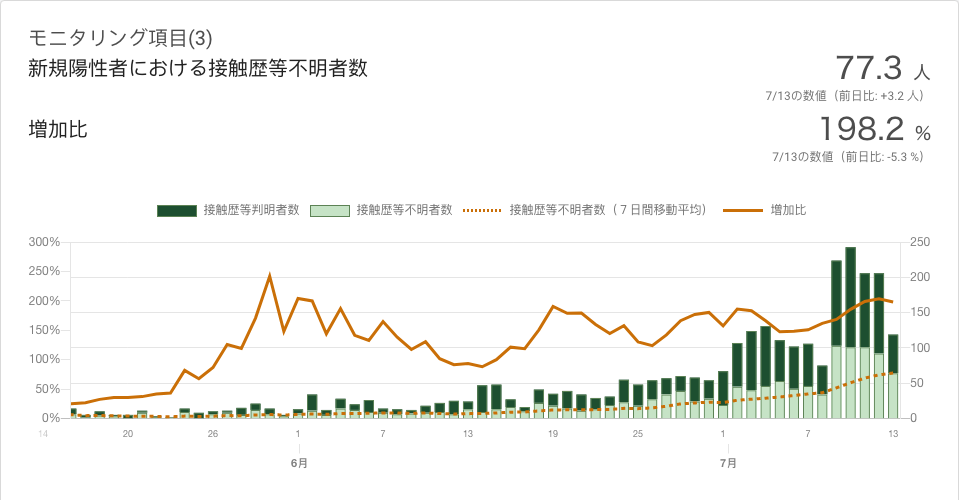 モニタリング項目(3)
新規陽性者における接触歴等不明者数
77.3 人
7/13の数値（前日比: +3.2 人）
増加比
198.2 %
7/13の数値（前日比: -5.3 %）
接触歴等判明者数 接触歴等不明者数 接触歴等不明者数（７日間移動平均） 増加比
300% 250
250% 200
200% 150
150% 100
100%
50% 50
0% 0
14 20 26 1 7 13 19 25 1 7 13
6月 7月